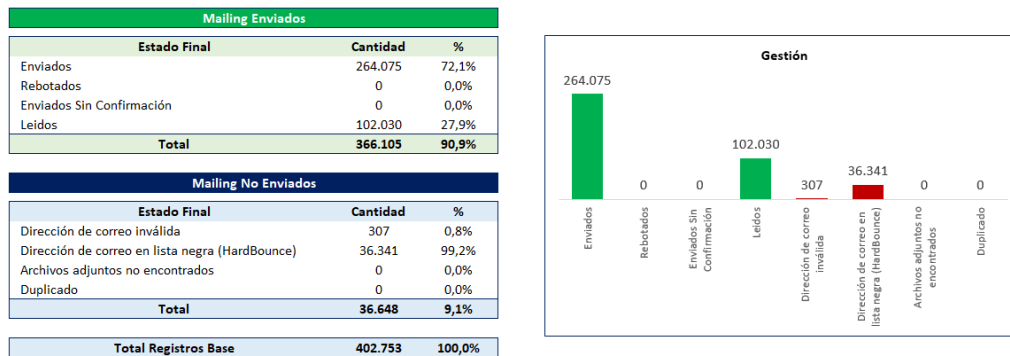 Mailing Enviados
Estado Final Cantidad %
Enviados 264.075 72,1%
Rebotados 0 0,0%
Enviados Sin Confirmación 0 0,0%
Leidos 102.030 27,9%
Total 366.105 90,9%
Mailing No Enviados
Estado Final Cantidad %
Dirección de correo inválida 307 0,8%
Dirección de correo en lista negra (HardBounce) 36.341 99,2%
Archivos adjuntos no encontrados 0 0,0%
Duplicado 0 0,0%
Total 36.648 9,1%
Total Registros Base 402.753 100,0%
Gestión
264.075
0
0
102.030
307
36.341
0
0
Enviados
Rebotados
Enviados Sin
Confirmación
Leidos
Dirección de correo
inválida
Dirección de correo en
lista negra (HardBounce)
Archivos adjuntos no
encontrados
Duplicado